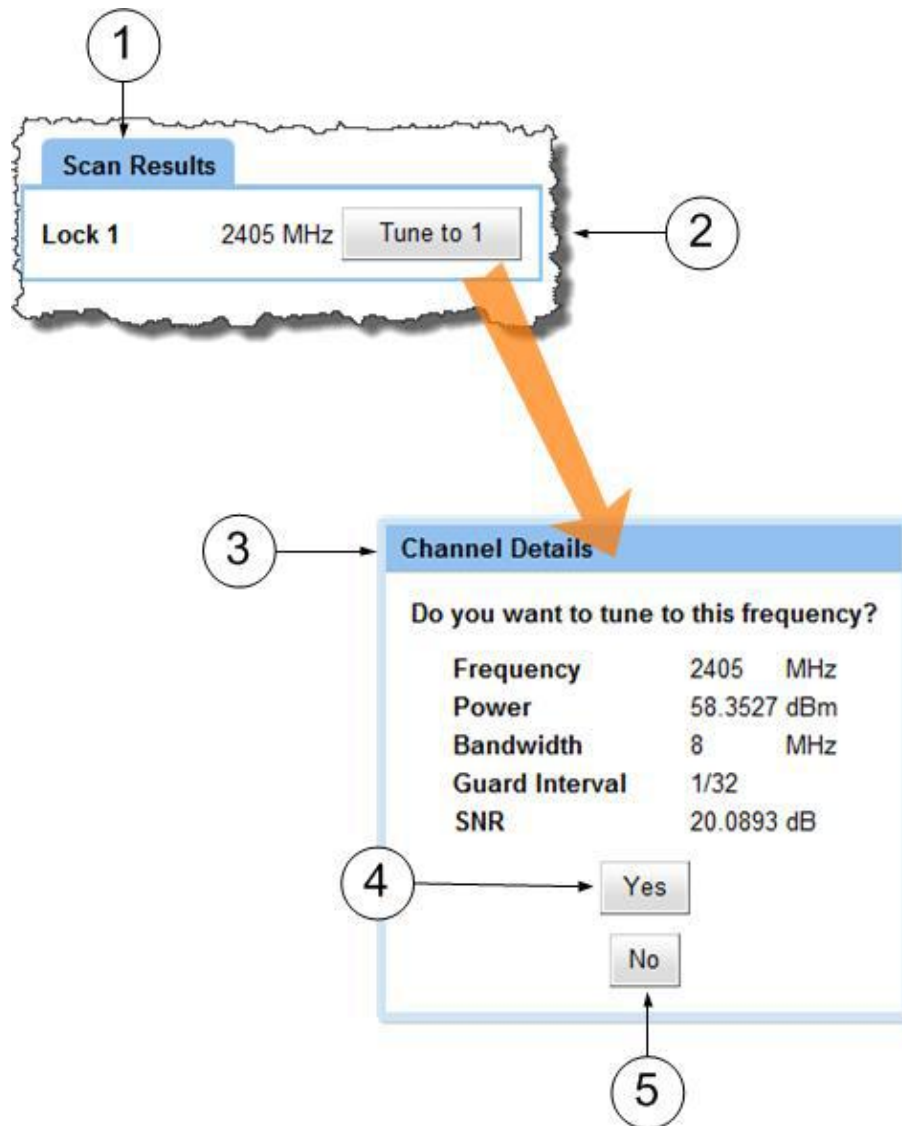 1
Scan Results
Lock 1 2405 MHz Tune to 1
2
3
Channel Details
Do you want to tune to this frequency?
Frequency 2405 MHz
Power 58.3527 dBm
Bandwidth 8 MHz
Guard Interval 1/32
SNR 20.0893 dB
4
Yes
No
5